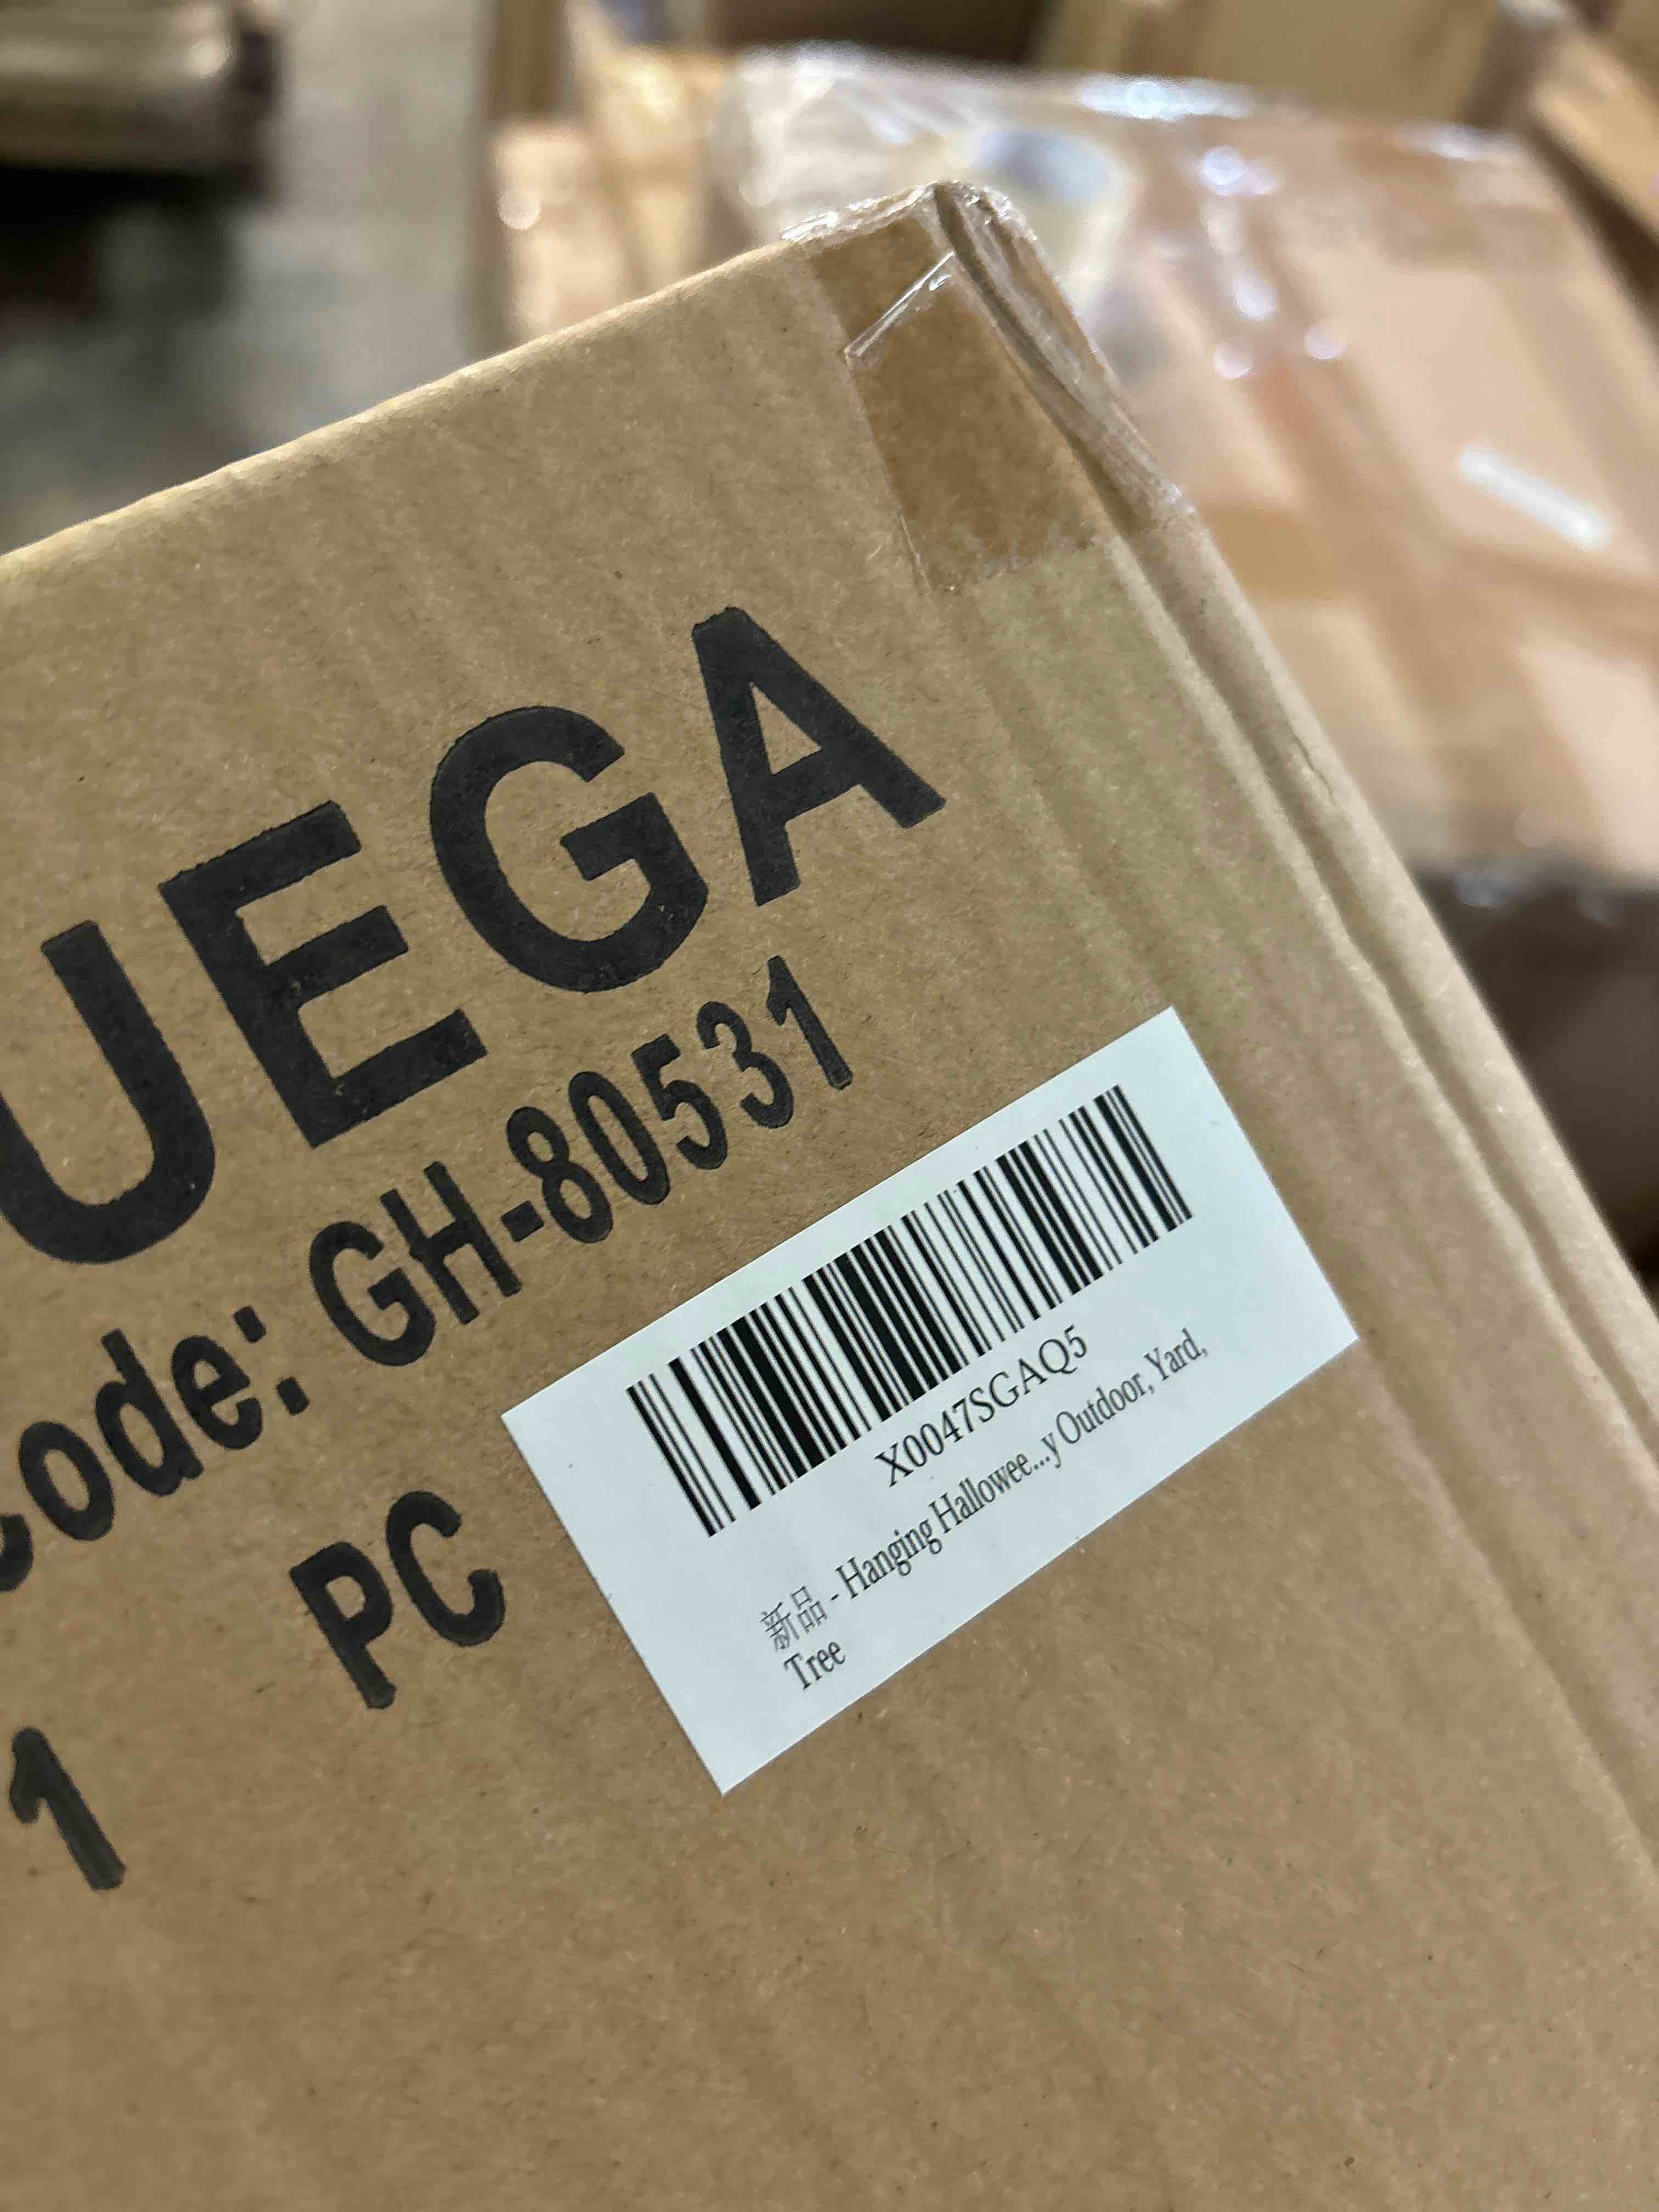 UEGA
Code: GH-80531
1 PC
X0047SGAQ5
新品 - Hanging Hallowee...y Outdoor, Yard,
Tree